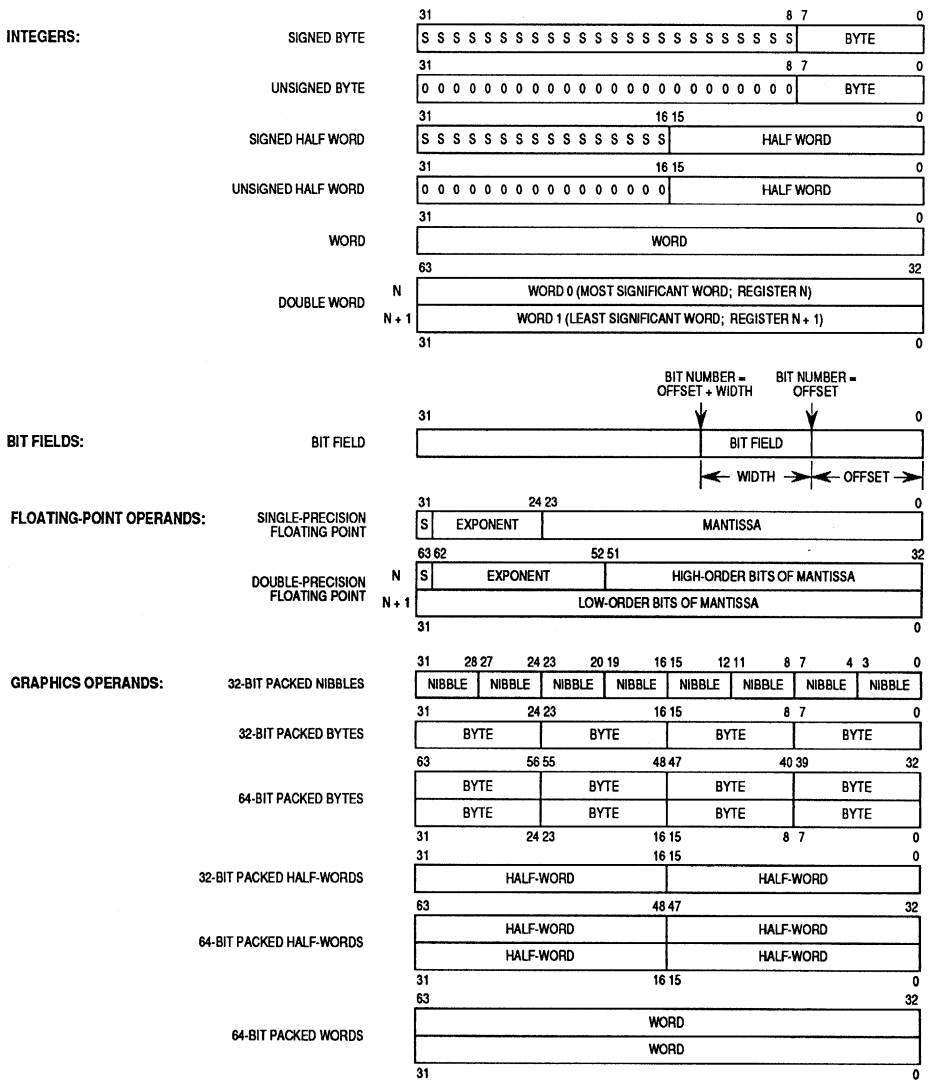 31 8 7 0
INTEGERS: SIGNED BYTE S S S S S S S S S S S S S S S S S S S S S S S S BYTE
31 8 7 0
UNSIGNED BYTE 0 0 0 0 0 0 0 0 0 0 0 0 0 0 0 0 0 0 0 0 0 0 0 0 BYTE
31 16 15 0
SIGNED HALF WORD S S S S S S S S S S S S S S S S HALF WORD
31 16 15 0
UNSIGNED HALF WORD 0 0 0 0 0 0 0 0 0 0 0 0 0 0 0 0 HALF WORD
31 0
WORD WORD
63 32
DOUBLE WORD
N WORD 0 (MOST SIGNIFICANT WORD; REGISTER N)
N + 1 WORD 1 (LEAST SIGNIFICANT WORD; REGISTER N + 1)
31 0
BIT NUMBER = BIT NUMBER =
OFFSET + WIDTH OFFSET
31 0
BIT FIELDS: BIT FIELD BIT FIELD
WIDTH OFFSET
31 24 23 0
FLOATING-POINT OPERANDS: SINGLE-PRECISION S EXPONENT MANTISSA
FLOATING POINT
63 62 52 51 32
DOUBLE-PRECISION N S EXPONENT HIGH-ORDER BITS OF MANTISSA
FLOATING POINT N + 1 LOW-ORDER BITS OF MANTISSA
31 0
31 28 27 24 23 20 19 16 15 12 11 8 7 4 3 0
GRAPHICS OPERANDS: 32-BIT PACKED NIBBLES NIBBLE NIBBLE NIBBLE NIBBLE NIBBLE NIBBLE NIBBLE NIBBLE
31 24 23 16 15 8 7 0
32-BIT PACKED BYTES BYTE BYTE BYTE BYTE
63 56 55 48 47 40 39 32
64-BIT PACKED BYTES
BYTE BYTE BYTE BYTE
BYTE BYTE BYTE BYTE
31 24 23 16 15 8 7 0
31 16 15 0
32-BIT PACKED HALF-WORDS HALF-WORD HALF-WORD
63 48 47 32
64-BIT PACKED HALF-WORDS
HALF-WORD HALF-WORD
HALF-WORD HALF-WORD
31 16 15 0
63 32
64-BIT PACKED WORDS
WORD
WORD
31 0